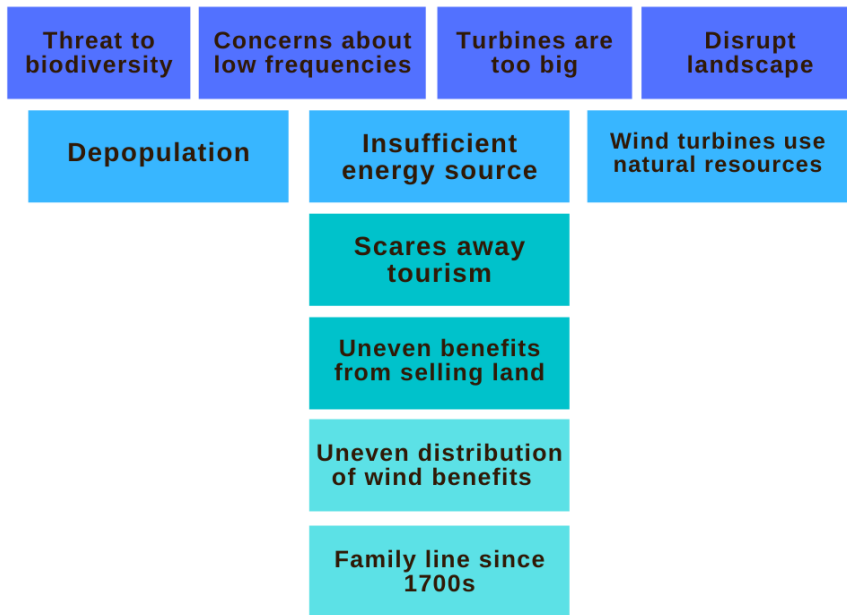 Threat to
biodiversity
Concerns about
low frequencies
Turbines are
too big
Disrupt
landscape
Depopulation
Insufficient
energy source
Wind turbines use
natural resources
Scares away
tourism
Uneven benefits
from selling land
Uneven distribution
of wind benefits
Family line since
1700s